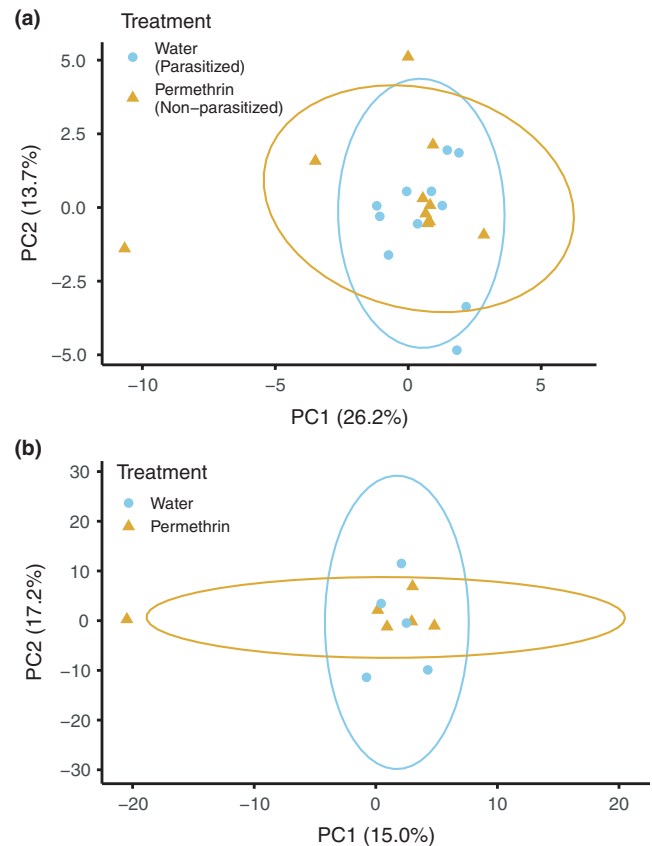 (a)
Treatment
Water
(Parasitized)
Permethrin
(Non−parasitized)
5.0
2.5
0.0
−2.5
−5.0
PC2 (13.7%)
−10
−5
0
5
PC1 (26.2%)
(b)
Treatment
Water
Permethrin
30
20
10
0
−10
−20
−30
PC2 (17.2%)
−20
−10
0
10
20
PC1 (15.0%)